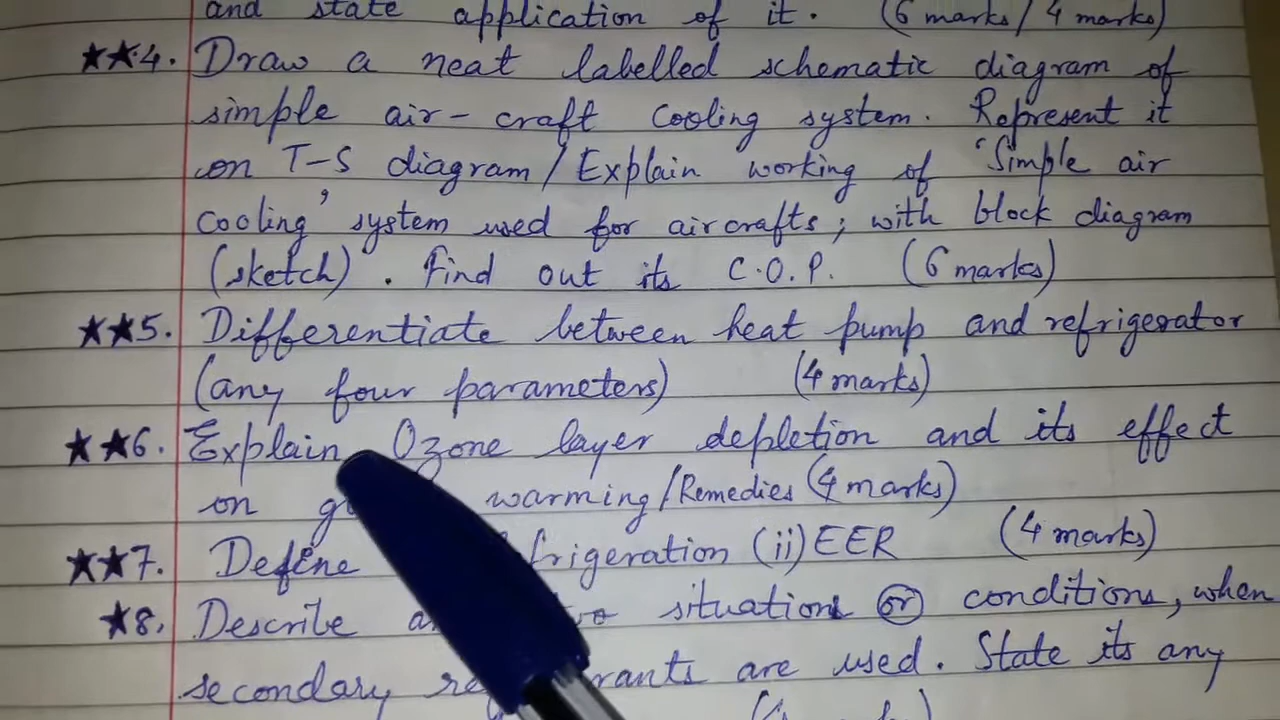 and state application of it. (6 marks/4 marks)
★★4. Draw a neat labelled schematic diagram of
simple air-craft cooling system. Represent it
on T-S diagram/Explain working of 'Simple air
cooling' system used for aircrafts, with block diagram
(sketch). Find out its C.O.P. (6 marks)
★★5. Differentiate between heat pump and refrigerator
(any four parameters) (4 marks)
★★6. Explain Ozone layer depletion and its effect
on warming/Remedies (4 marks)
★★7. Define frigeration (ii) EER (4 marks)
★8. Describe situations or conditions, when
secondary rants are used. State its any